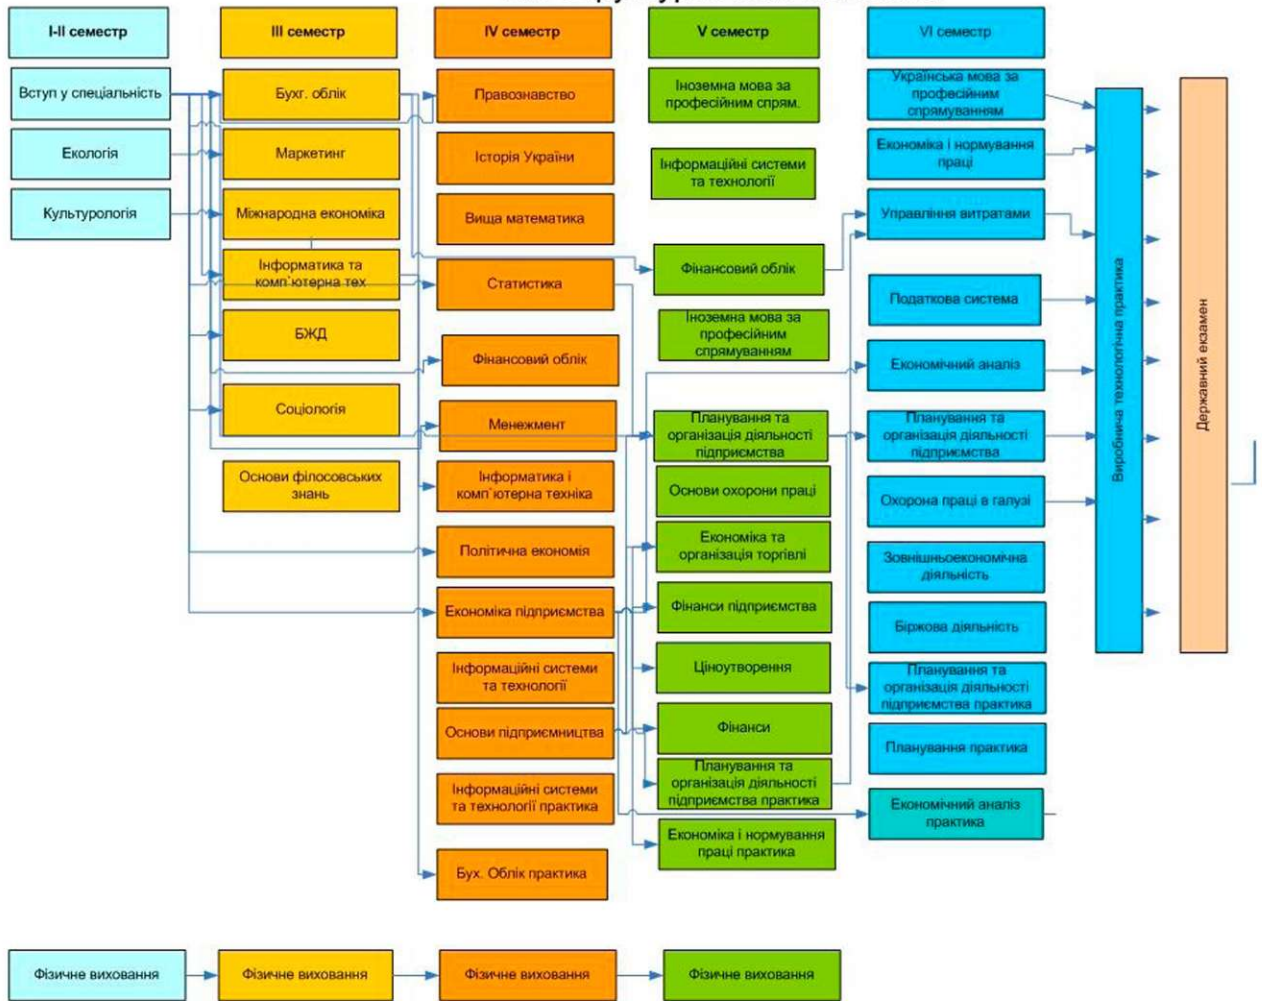 I-II семестр
Вступ у спеціальність
Екологія
Культурологія
III семестр
Бухг. облік
Маркетинг
Міжнародна економіка
Інформатика та
комп`ютерна тех
БЖД
Соціологія
Основи філосовських
знань
IV семестр
Правознавство
Історія України
Вища математика
Статистика
Фінансовий облік
Менежмент
Інформатика і
комп`ютерна техніка
Політична економія
Економіка підприємства
Інформаційні системи
та технології
Основи підприємництва
Інформаційні системи
та технології практика
Бух. Облік практика
V семестр
Іноземна мова за
професійним спрям.
Інформаційні системи
та технології
Фінансовий облік
Іноземна мова за
професійним
спрямуванням
Планування та
організація діяльності
підприємства
Основи охорони праці
Економіка та
організація торгівлі
Фінанси підприємства
Ціноутворення
Фінанси
Планування та
організація діяльності
підприємства практика
Економіка і нормування
праці практика
VI семестр
Українська мова за
професійним
спрямуванням
Економіка і нормування
праці
Управління витратами
Податкова система
Економічний аналіз
Планування та
організація діяльності
підприємства
Охорона праці в галузі
Зовнішньоекономічна
діяльність
Біржова діяльність
Планування та
організація діяльності
підприємства практика
Планування практика
Економічний аналіз
практика
Виробнича технологічна практика
Державний екзамен
Фізичне виховання
Фізичне виховання
Фізичне виховання
Фізичне виховання